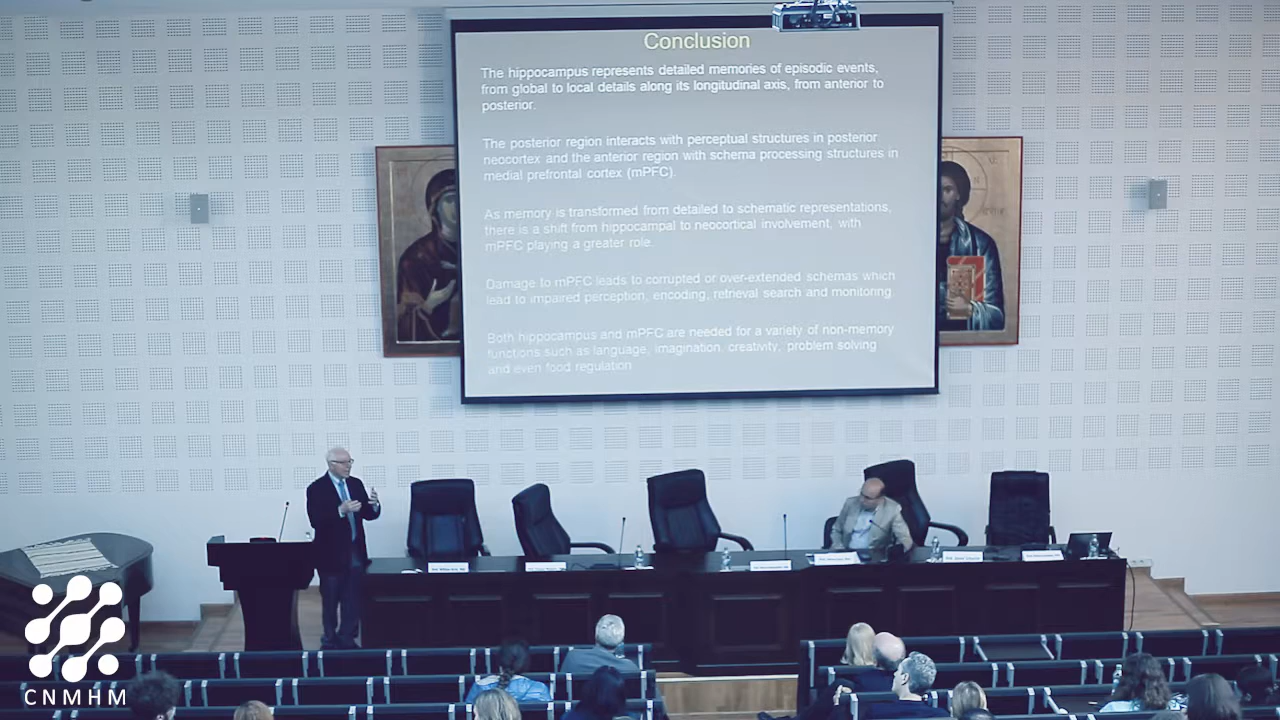 Conclusion
The hippocampus represents detailed memories of episodic events,
from global to local details along its longitudinal axis, from anterior to
posterior.
The posterior region interacts with perceptual structures in posterior
neocortex and the anterior region with schema processing structures in
medial prefrontal cortex (mPFC).
As memory is transformed from detailed to schematic representations,
there is a shift from hippocampal to neocortical involvement, with
mPFC playing a greater role.
Damage to mPFC leads to corrupted or over-extended schemas which
lead to impaired perception, encoding, retrieval search and monitoring.
Both hippocampus and mPFC are needed for a variety of non-memory
functions such as language, imagination, creativity, problem solving
and even food regulation
CNMHM